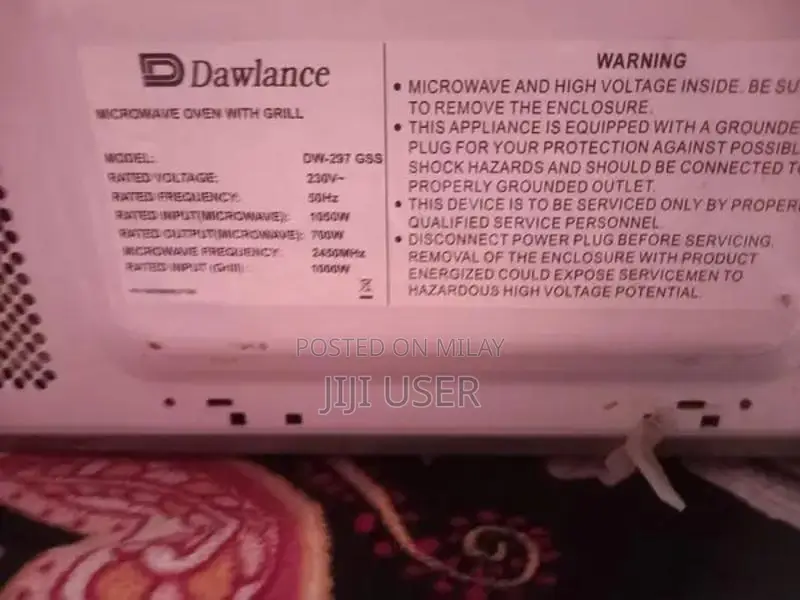 Dawlance
MICROWAVE OVEN WITH GRILL
MODEL: DW-297 GSS
RATED VOLTAGE: 230V~
RATED FREQUENCY: 50Hz
RATED INPUT(MICROWAVE): 1050W
RATED OUTPUT(MICROWAVE): 700W
MICROWAVE FREQUENCY: 2450MHz
RATED INPUT (Grill): 1000W
WARNING
• MICROWAVE AND HIGH VOLTAGE INSIDE. BE SU
TO REMOVE THE ENCLOSURE.
• THIS APPLIANCE IS EQUIPPED WITH A GROUNDE
PLUG FOR YOUR PROTECTION AGAINST POSSIBL
SHOCK HAZARDS AND SHOULD BE CONNECTED TO
PROPERLY GROUNDED OUTLET.
• THIS DEVICE IS TO BE SERVICED ONLY BY PROPER
QUALIFIED SERVICE PERSONNEL.
• DISCONNECT POWER PLUG BEFORE SERVICING.
REMOVAL OF THE ENCLOSURE WITH PRODUCT
ENERGIZED COULD EXPOSE SERVICEMEN TO
HAZARDOUS HIGH VOLTAGE POTENTIAL.
POSTED ON MILAY
JIJI USER